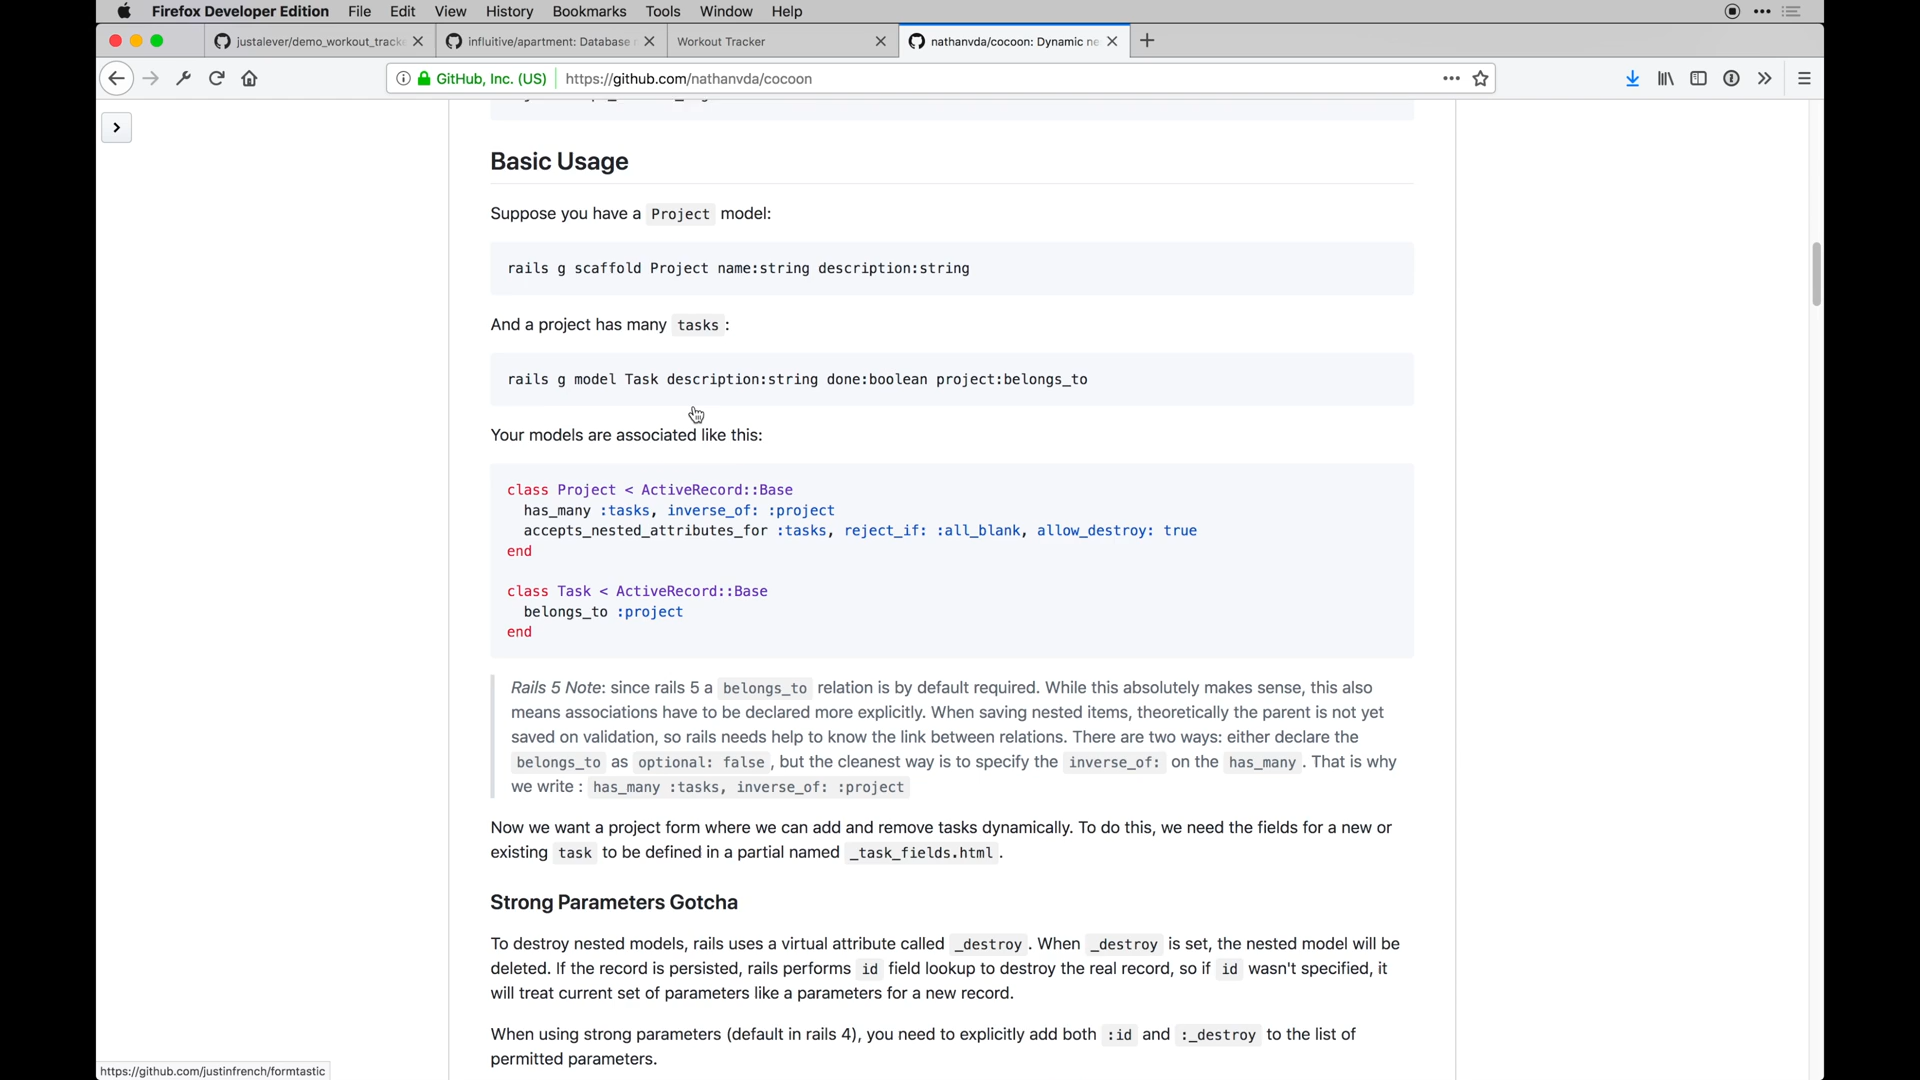 Firefox Developer Edition File Edit View History Bookmarks Tools Window Help
justalever/demo_workout_tracke influitive/apartment: Database Workout Tracker nathanvda/cocoon: Dynamic ne
GitHub, Inc. (US) https://github.com/nathanvda/cocoon
Basic Usage
Suppose you have a Project model:
rails g scaffold Project name:string description:string
And a project has many tasks :
rails g model Task description:string done:boolean project:belongs_to
Your models are associated like this:
class Project < ActiveRecord::Base
has_many :tasks, inverse_of: :project
accepts_nested_attributes_for :tasks, reject_if: :all_blank, allow_destroy: true
end
class Task < ActiveRecord::Base
belongs_to :project
end
Rails 5 Note: since rails 5 a belongs_to relation is by default required. While this absolutely makes sense, this also
means associations have to be declared more explicitly. When saving nested items, theoretically the parent is not yet
saved on validation, so rails needs help to know the link between relations. There are two ways: either declare the
belongs_to as optional: false , but the cleanest way is to specify the inverse_of: on the has_many . That is why
we write : has_many :tasks, inverse_of: :project
Now we want a project form where we can add and remove tasks dynamically. To do this, we need the fields for a new or
existing task to be defined in a partial named _task_fields.html .
Strong Parameters Gotcha
To destroy nested models, rails uses a virtual attribute called _destroy . When _destroy is set, the nested model will be
deleted. If the record is persisted, rails performs id field lookup to destroy the real record, so if id wasn't specified, it
will treat current set of parameters like a parameters for a new record.
When using strong parameters (default in rails 4), you need to explicitly add both :id and :_destroy to the list of
permitted parameters.
https://github.com/justinfrench/formtastic